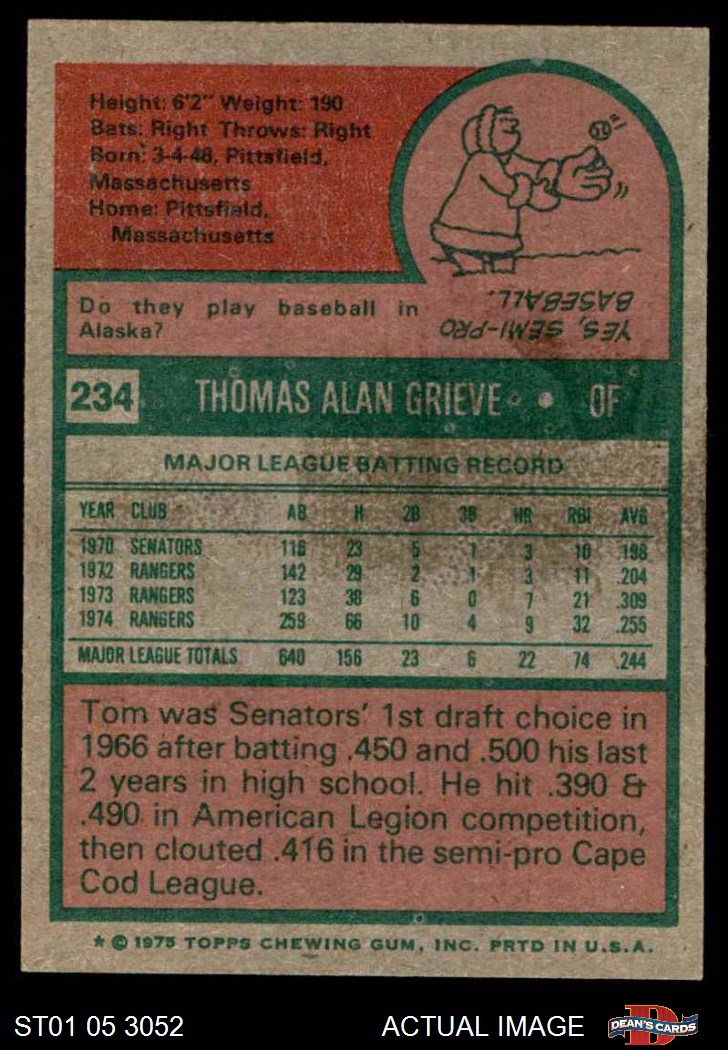 Height: 6'2" Weight: 190
Bats: Right Throws: Right
Born: 3-4-48, Pittsfield,
Massachusetts
Home: Pittsfield,
Massachusetts
Do they play baseball in
Alaska?
YES, SEMI-PRO
BASEBALL.
234 THOMAS ALAN GRIEVE • OF
MAJOR LEAGUE BATTING RECORD
YEAR CLUB AB H 2B 3B HR RBI AVG
1970 SENATORS 116 23 5 1 3 10 .198
1972 RANGERS 142 29 2 1 3 11 .204
1973 RANGERS 123 38 6 0 7 21 .309
1974 RANGERS 259 66 10 4 9 32 .255
MAJOR LEAGUE TOTALS 640 156 23 6 22 74 .244
Tom was Senators' 1st draft choice in
1966 after batting .450 and .500 his last
2 years in high school. He hit .390 &
.490 in American Legion competition,
then clouted .416 in the semi-pro Cape
Cod League.
* © 1975 TOPPS CHEWING GUM, INC. PRTD IN U.S.A.
ST01 05 3052 ACTUAL IMAGE DEAN'S CARDS